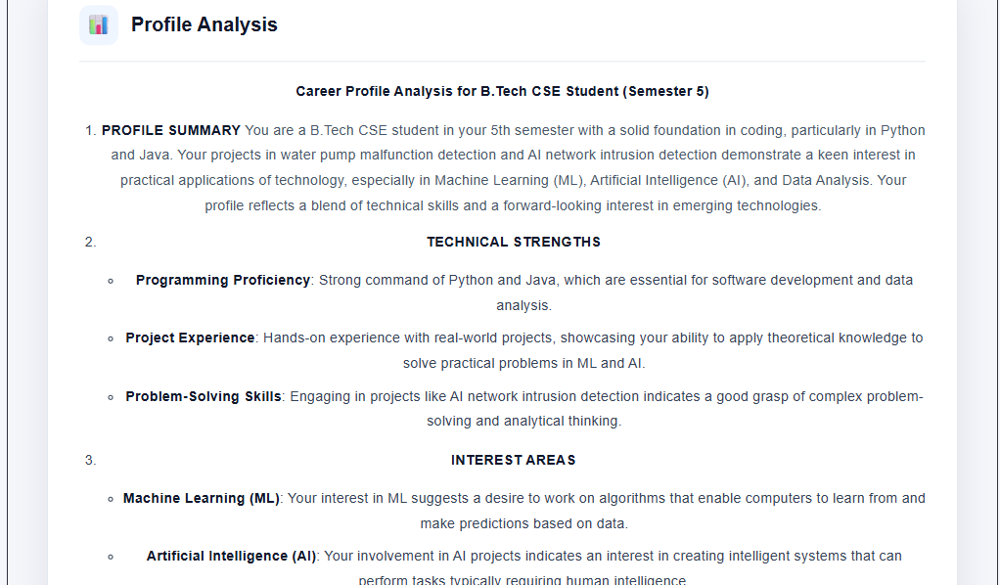 Profile Analysis
Career Profile Analysis for B.Tech CSE Student (Semester 5)
1. PROFILE SUMMARY You are a B.Tech CSE student in your 5th semester with a solid foundation in coding, particularly in Python
and Java. Your projects in water pump malfunction detection and AI network intrusion detection demonstrate a keen interest in
practical applications of technology, especially in Machine Learning (ML), Artificial Intelligence (AI), and Data Analysis. Your
profile reflects a blend of technical skills and a forward-looking interest in emerging technologies.
2. TECHNICAL STRENGTHS
Programming Proficiency: Strong command of Python and Java, which are essential for software development and data
analysis.
Project Experience: Hands-on experience with real-world projects, showcasing your ability to apply theoretical knowledge to
solve practical problems in ML and AI.
Problem-Solving Skills: Engaging in projects like AI network intrusion detection indicates a good grasp of complex problem-
solving and analytical thinking.
3. INTEREST AREAS
Machine Learning (ML): Your interest in ML suggests a desire to work on algorithms that enable computers to learn from and
make predictions based on data.
Artificial Intelligence (AI): Your involvement in AI projects indicates an interest in creating intelligent systems that can
perform tasks typically requiring human intelligence.